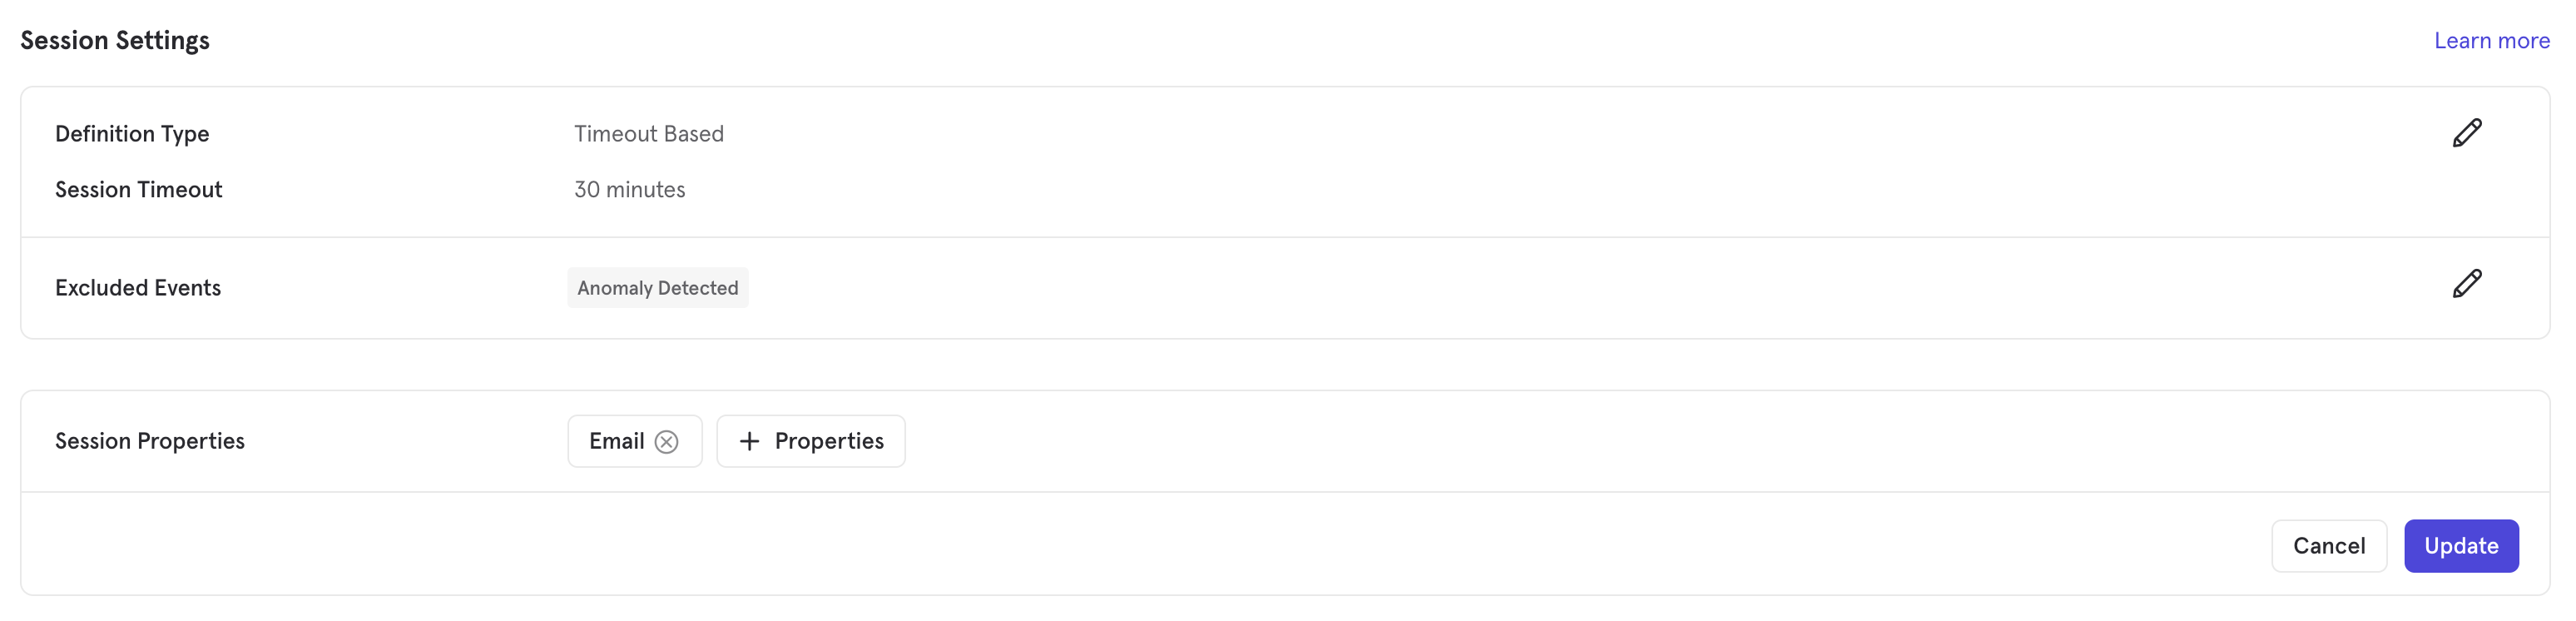 Session Settings
Learn more
Definition Type
Timeout Based
Session Timeout
30 minutes
Excluded Events
Anomaly Detected
Session Properties
Email
Properties
Cancel
Update